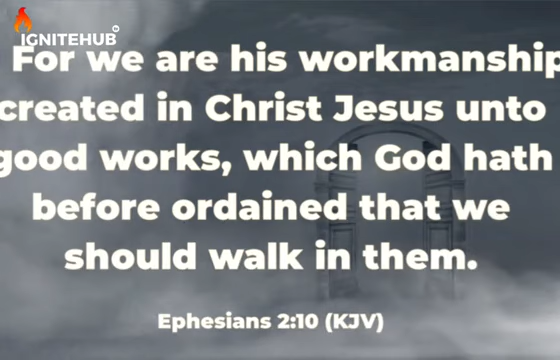 IGNITEHUB
For we are his workmanship
created in Christ Jesus unto
good works, which God hath
before ordained that we
should walk in them.
Ephesians 2:10 (KJV)